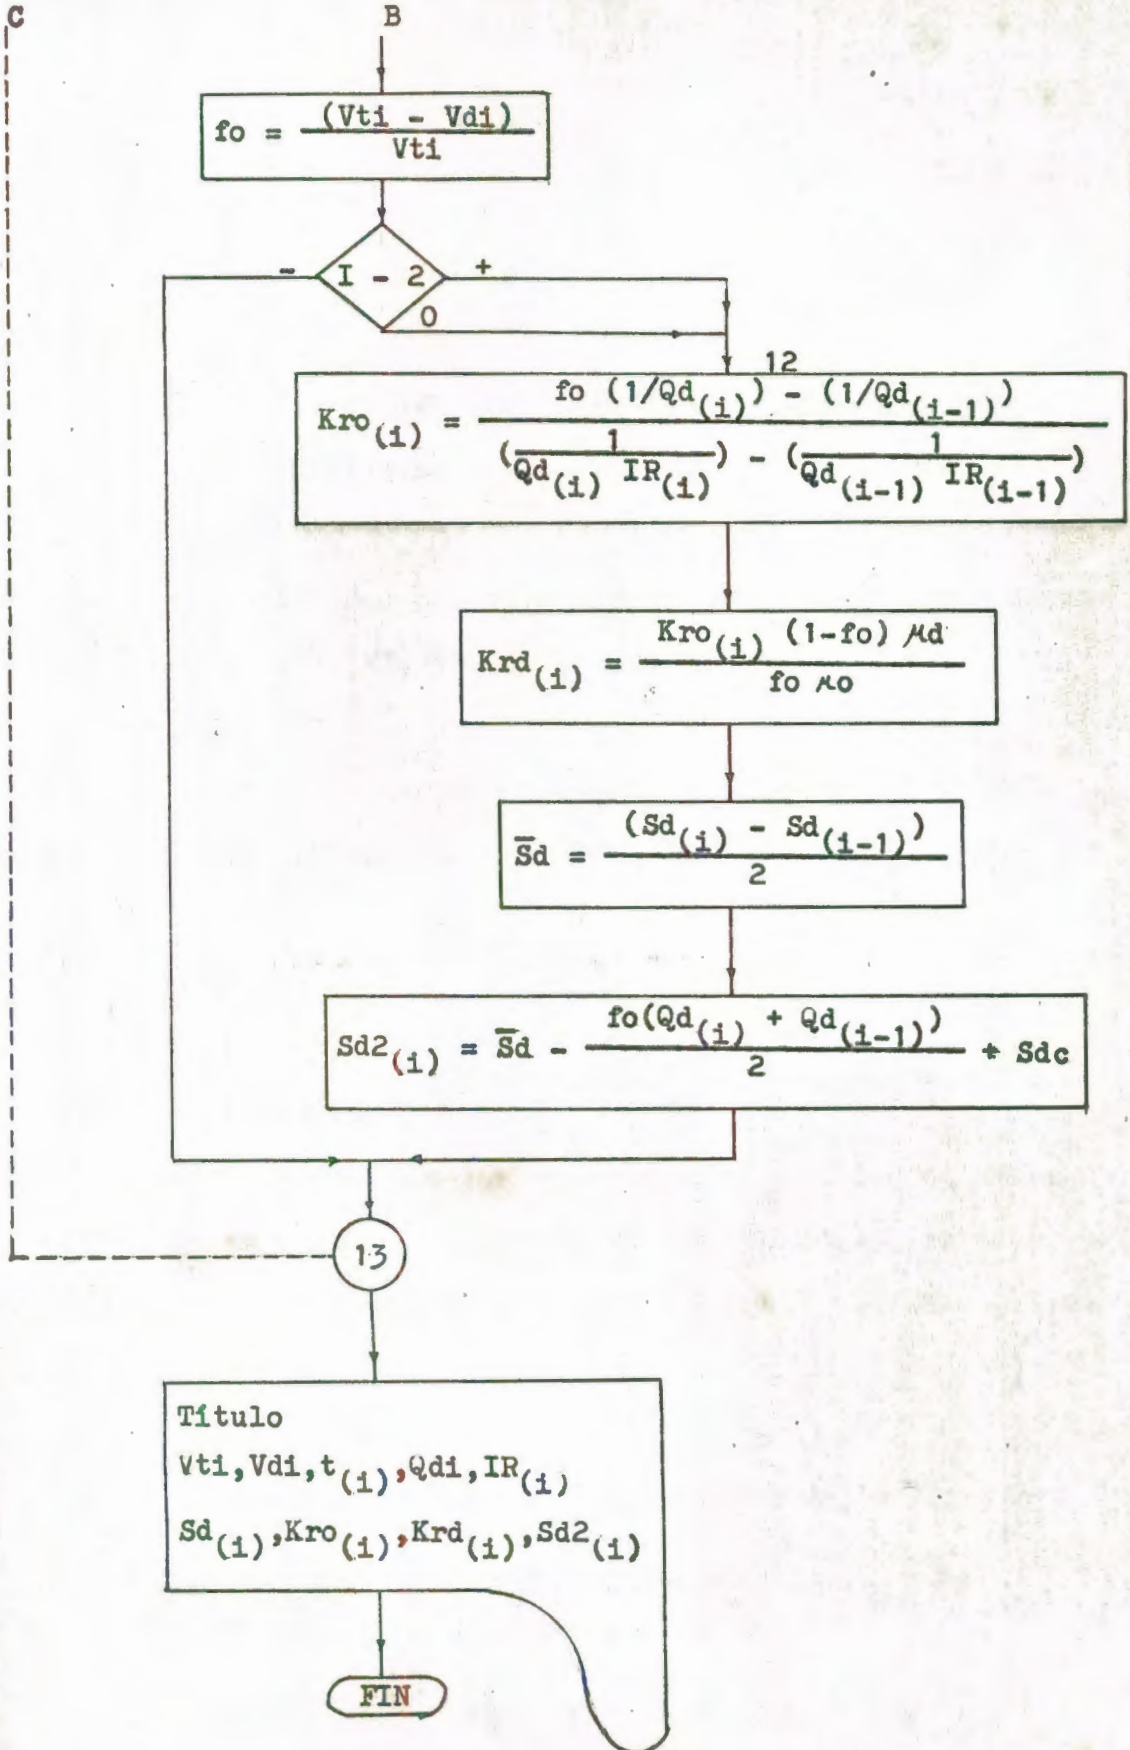 C B
fo = (Vti - Vdi) / Vti
- I - 2 +
0
12
Kro(i) = fo (1/Qd(i)) - (1/Qd(i-1)) / (1/Qd(i) IR(i)) - (1/Qd(i-1) IR(i-1))
Krd(i) = Kro(i) (1-fo) μd / fo μo
S̅d = (Sd(i) - Sd(i-1)) / 2
Sd2(i) = S̅d - fo(Qd(i) + Qd(i-1)) / 2 + Sdc
13
Título
Vti,Vdi,t(i),Qdi,IR(i)
Sd(i),Kro(i),Krd(i),Sd2(i)
FIN